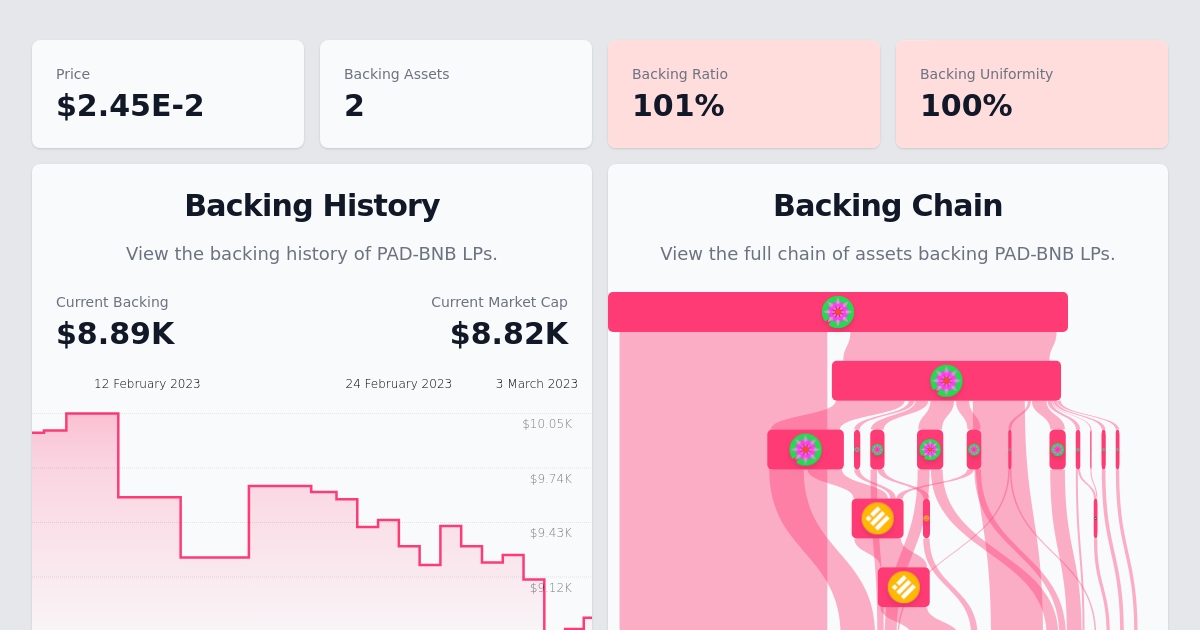 Price
$2.45E-2
Backing Assets
2
Backing Ratio
101%
Backing Uniformity
100%
Backing History
View the backing history of PAD-BNB LPs.
Current Backing
$8.89K
Current Market Cap
$8.82K
12 February 2023
24 February 2023
3 March 2023
$10.05K
$9.74K
$9.43K
$9.12K
Backing Chain
View the full chain of assets backing PAD-BNB LPs.